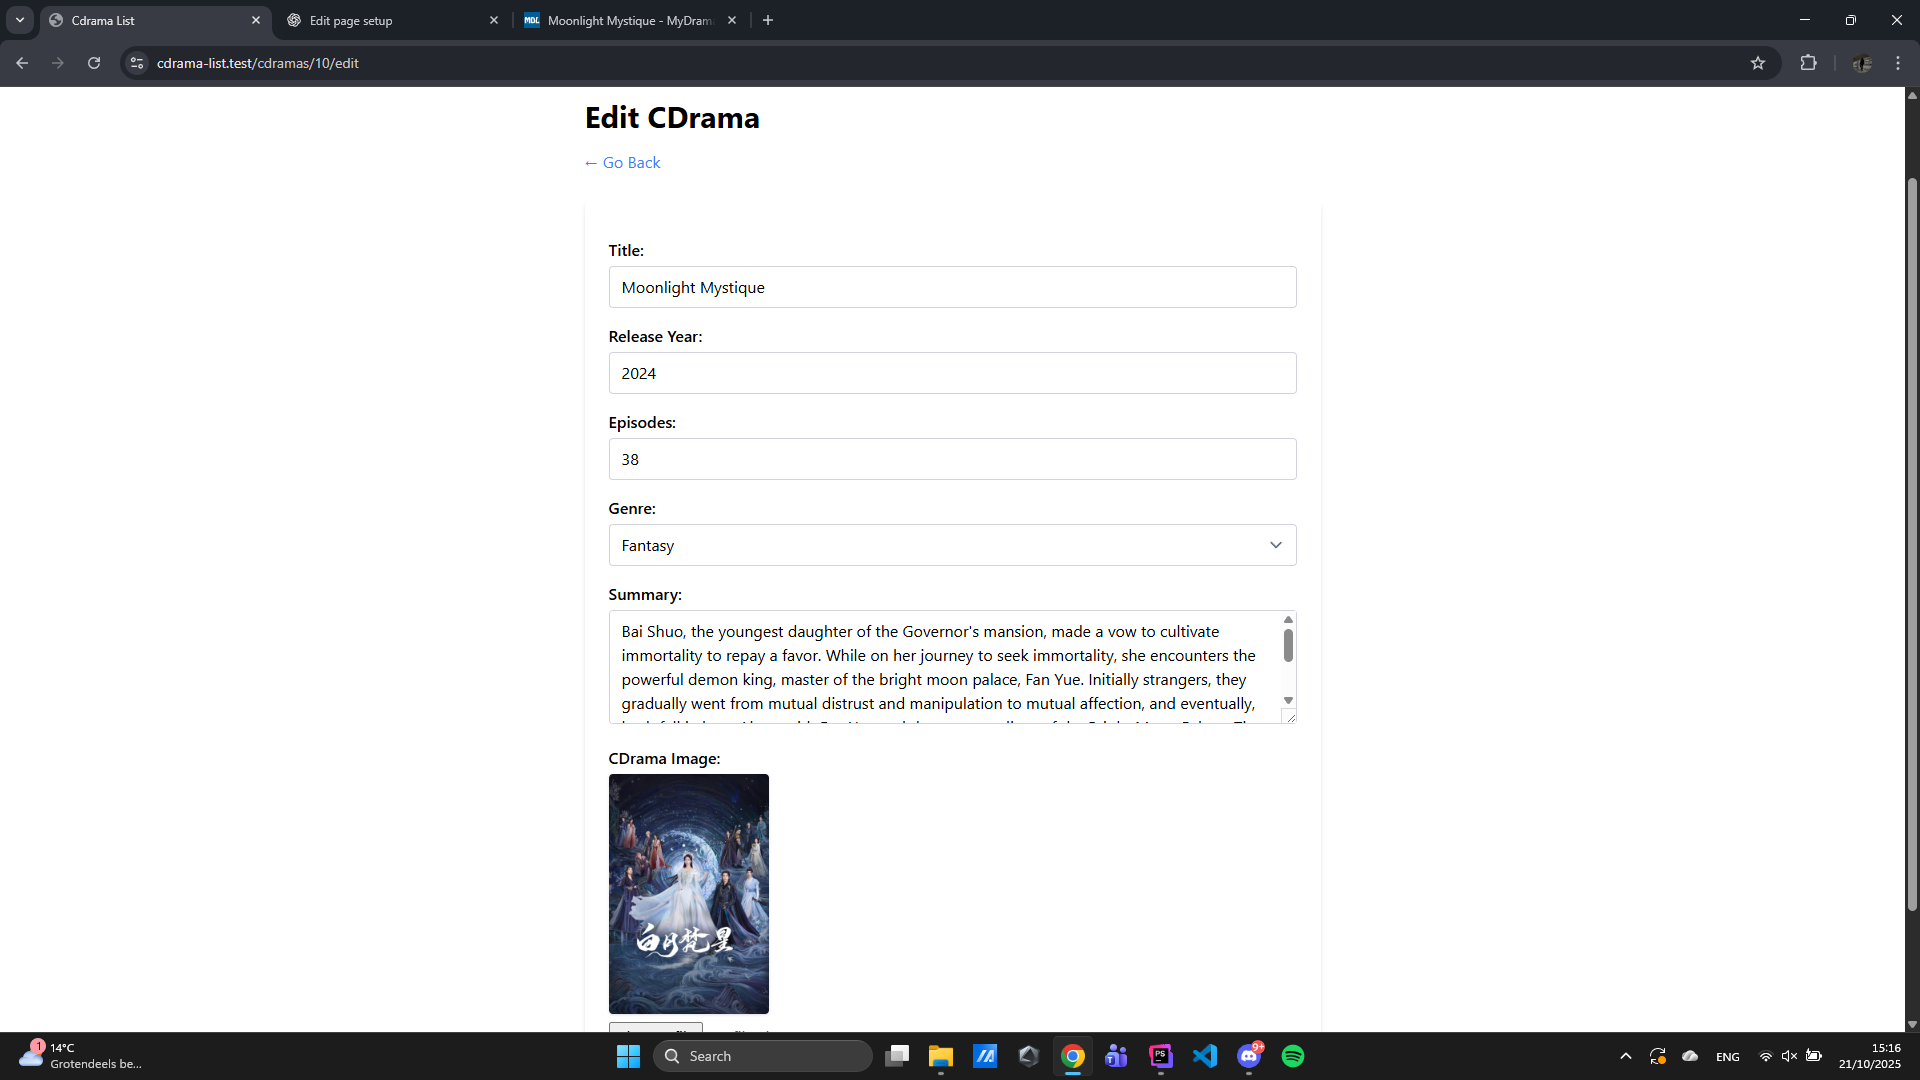 Cdrama List
Edit page setup
MDL
Moonlight Mystique - MyDram
cdrama-list.test/cdramas/10/edit
Edit CDrama
← Go Back
Title:
Moonlight Mystique
Release Year:
2024
Episodes:
38
Genre:
Fantasy
Summary:
Bai Shuo, the youngest daughter of the Governor's mansion, made a vow to cultivate
immortality to repay a favor. While on her journey to seek immortality, she encounters the
powerful demon king, master of the bright moon palace, Fan Yue. Initially strangers, they
gradually went from mutual distrust and manipulation to mutual affection, and eventually,
CDrama Image:
白月梵星
1
14°C
Grotendeels be...
Search
PS
9+
ENG
15:16
21/10/2025